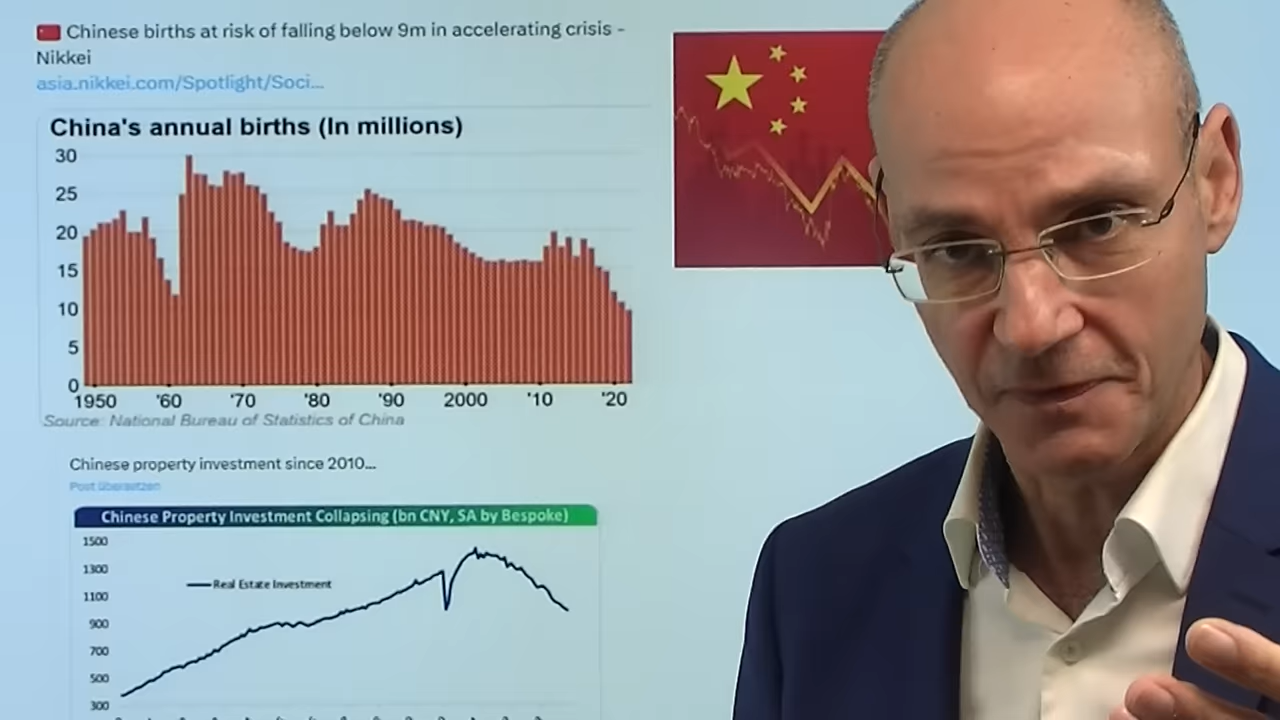 Chinese births at risk of falling below 9m in accelerating crisis -
Nikkei
asia.nikkei.com/Spotlight/Soci...
China's annual births (In millions)
30
25
20
15
10
5
0
1950 '60 '70 '80 '90 2000 '10 '20
Source: National Bureau of Statistics of China
Chinese property investment since 2010...
Post übersetzen
Chinese Property Investment Collapsing (bn CNY, SA by Bespoke)
1500
1300
Real Estate Investment
1100
900
700
500
300